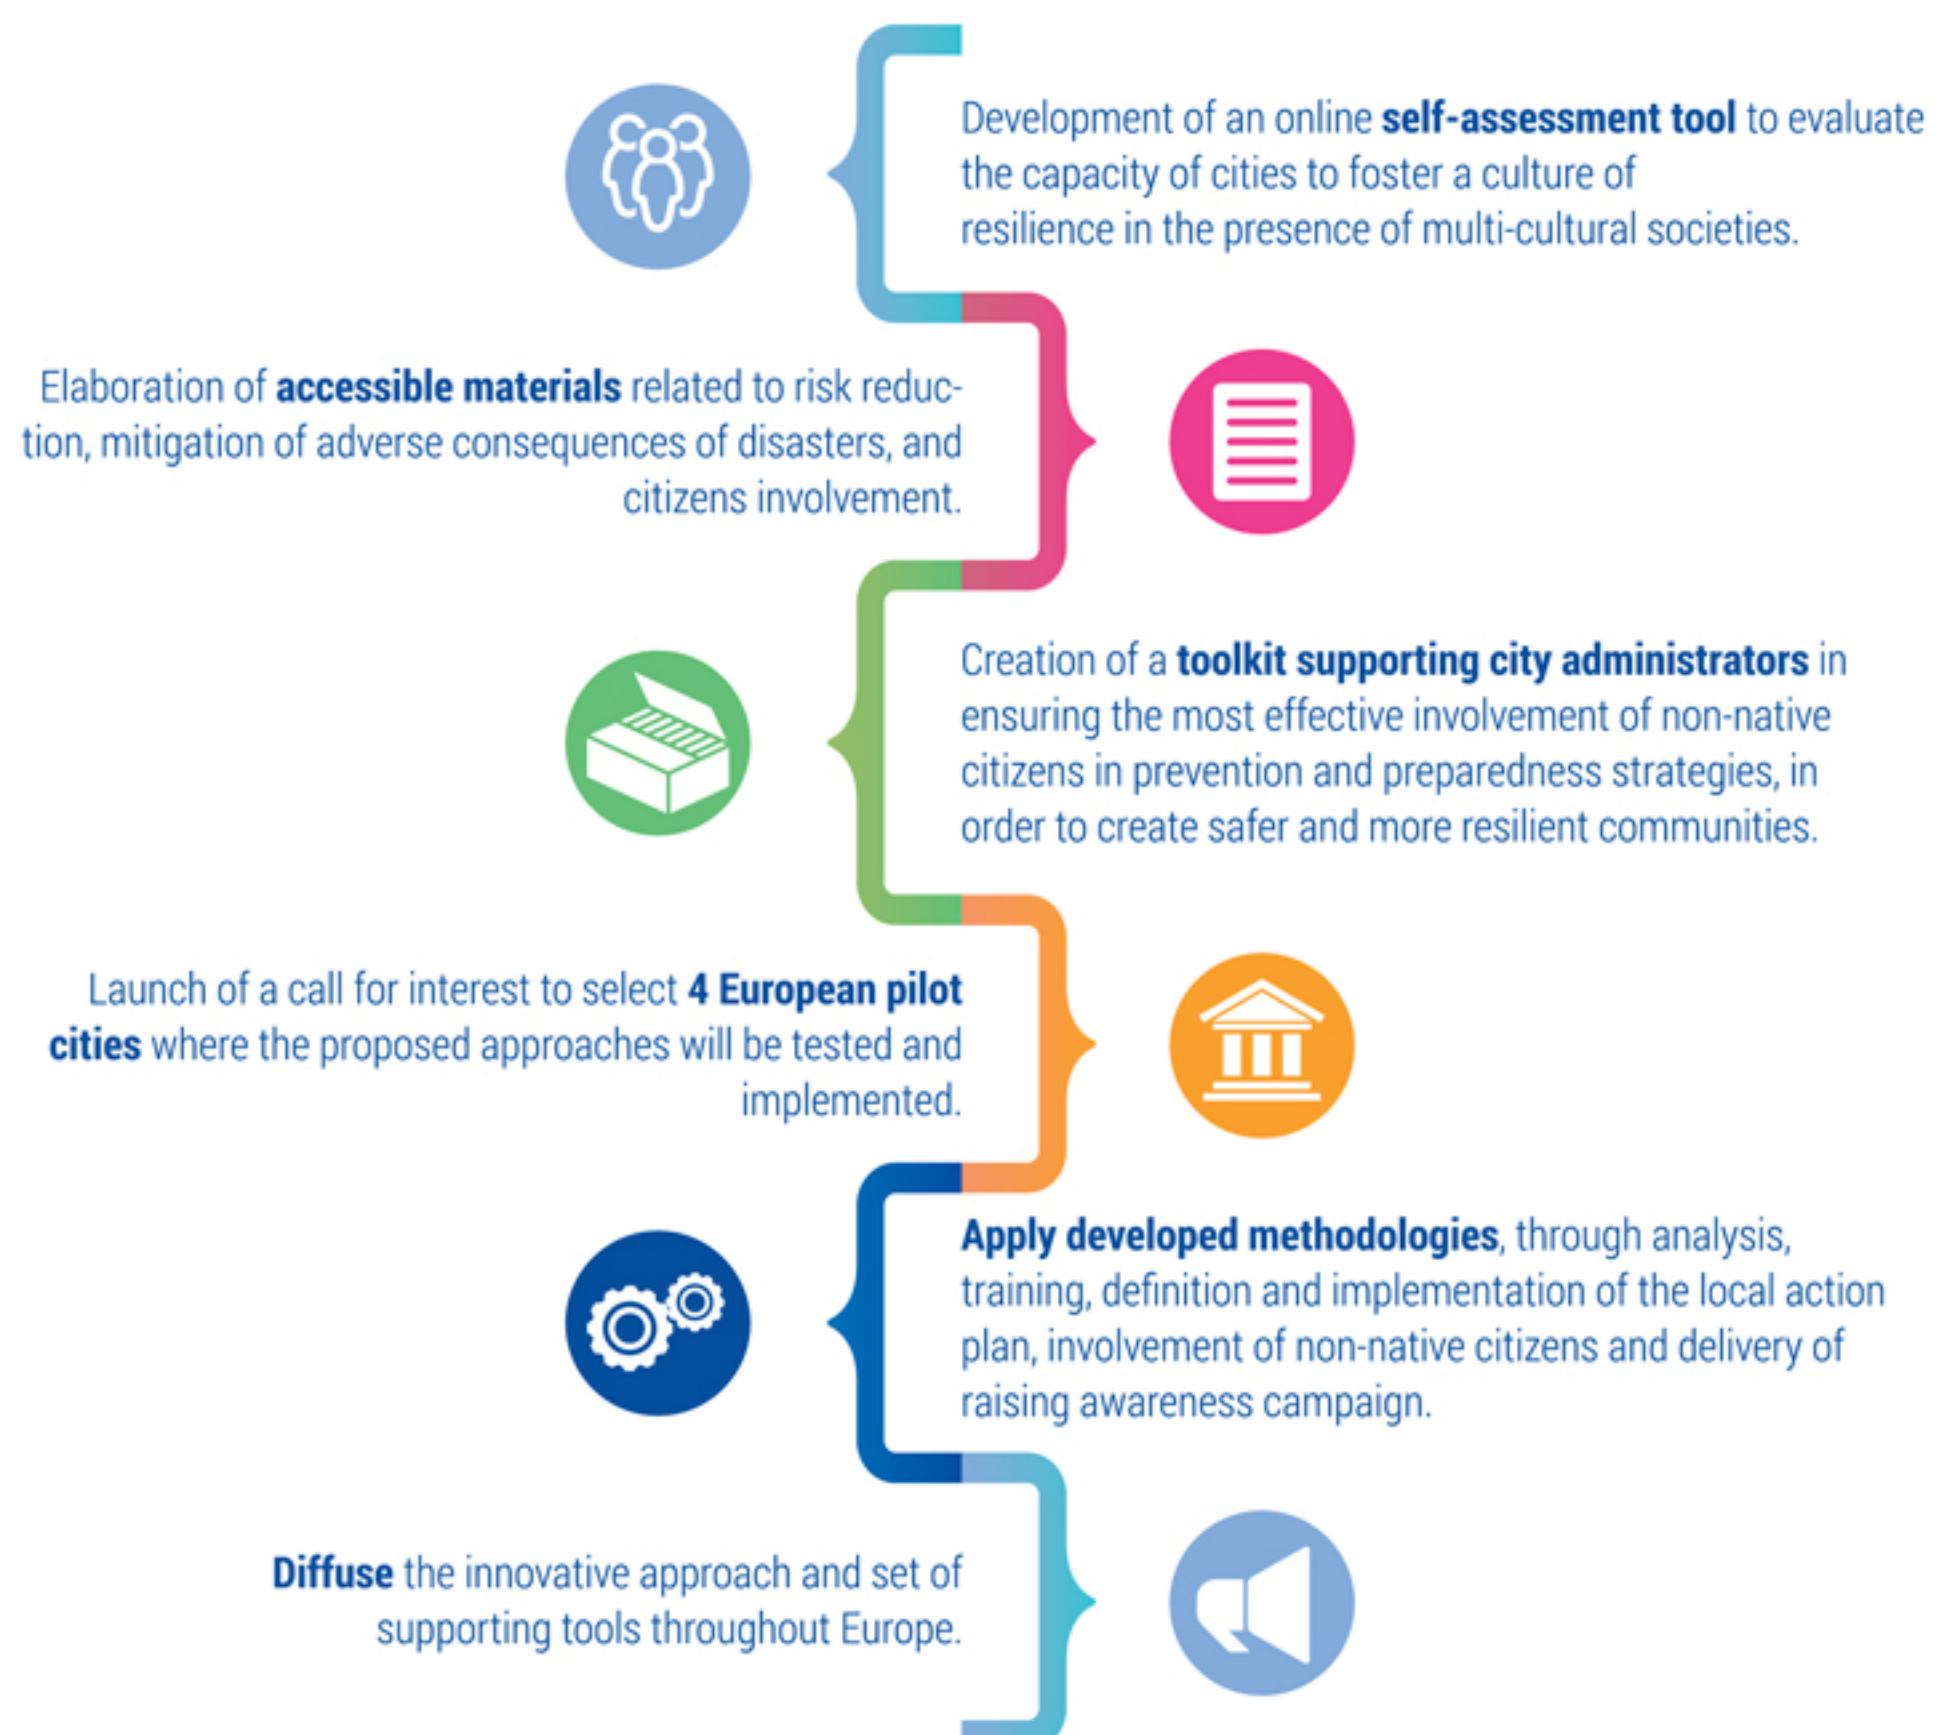 Development of an online self-assessment tool to evaluate
the capacity of cities to foster a culture of
resilience in the presence of multi-cultural societies.
Elaboration of accessible materials related to risk reduc-
tion, mitigation of adverse consequences of disasters, and
citizens involvement.
Creation of a toolkit supporting city administrators in
ensuring the most effective involvement of non-native
citizens in prevention and preparedness strategies, in
order to create safer and more resilient communities.
Launch of a call for interest to select 4 European pilot
cities where the proposed approaches will be tested and
implemented.
Apply developed methodologies, through analysis,
training, definition and implementation of the local action
plan, involvement of non-native citizens and delivery of
raising awareness campaign.
Diffuse the innovative approach and set of
supporting tools throughout Europe.